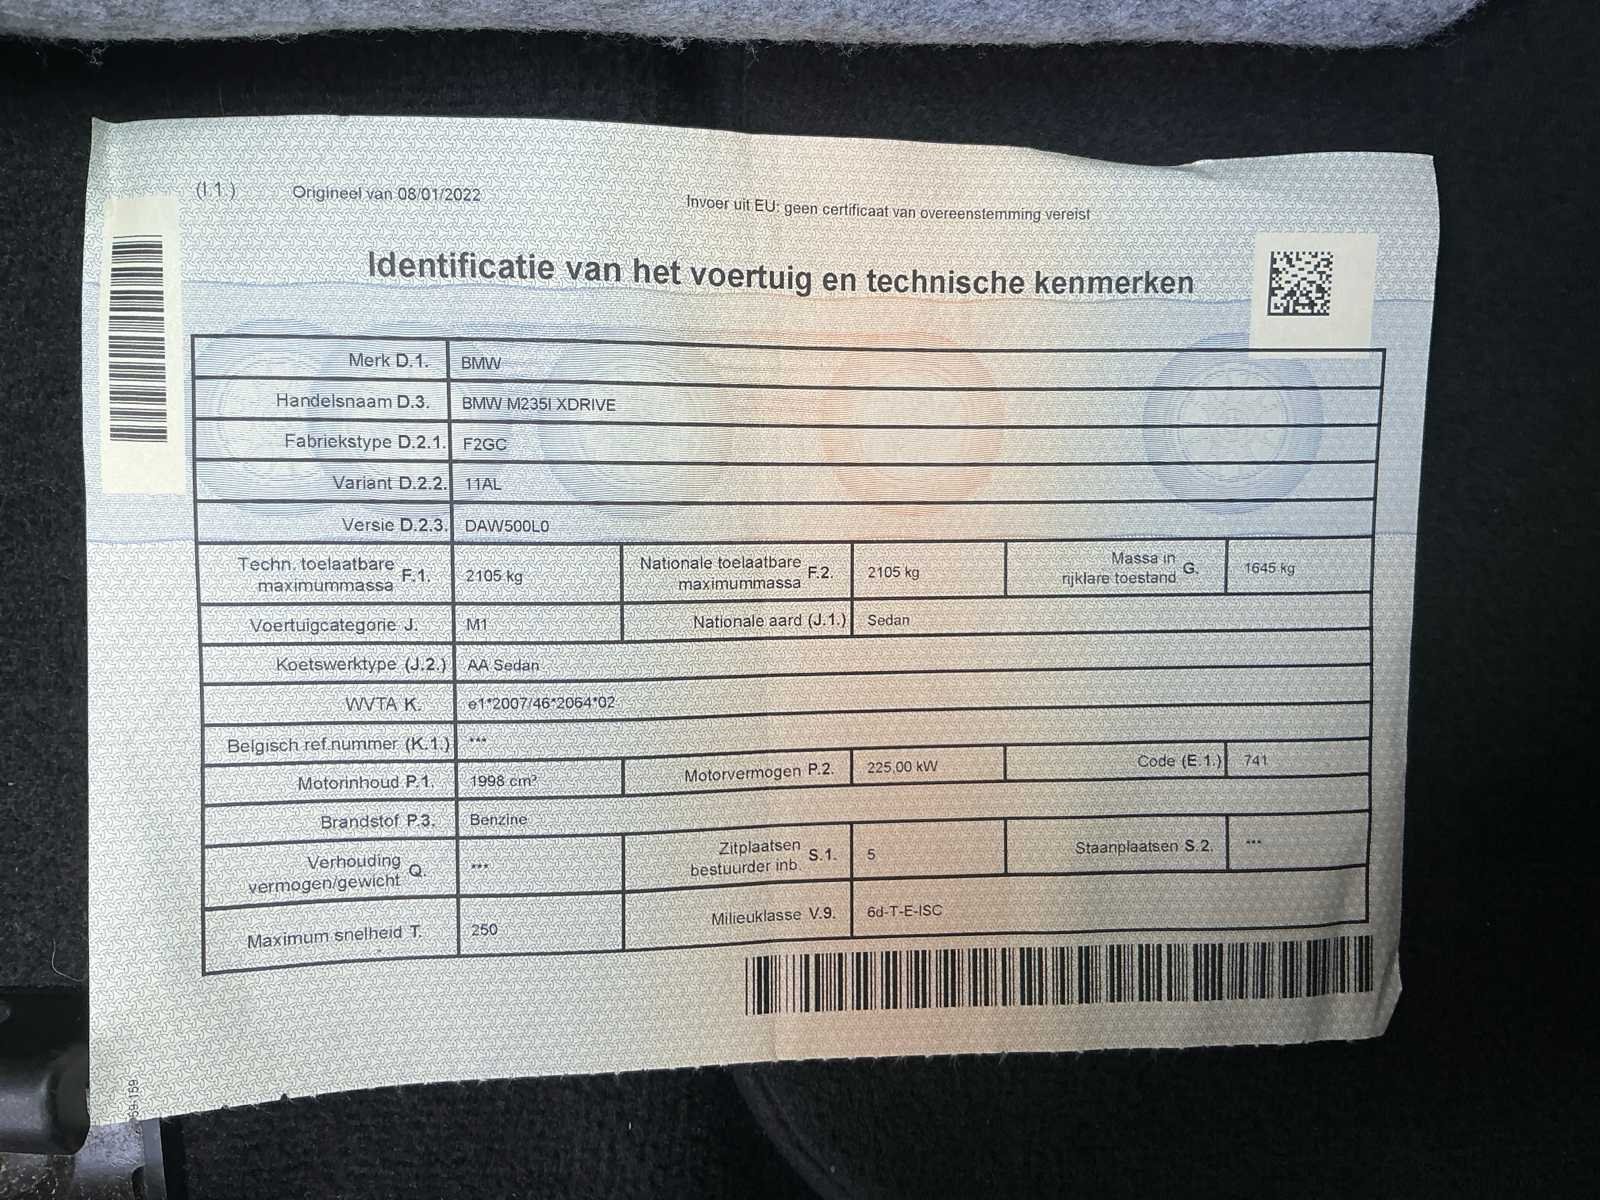 (I.1.) Origineel van 08/01/2022 Invoer uit EU: geen certificaat van overeenstemming vereist
Identificatie van het voertuig en technische kenmerken
Merk D.1. BMW
Handelsnaam D.3. BMW M235I XDRIVE
Fabriekstype D.2.1. F2GC
Variant D.2.2. 11AL
Versie D.2.3. DAW500L0
Techn. toelaatbare maximummassa F.1. 2105 kg Nationale toelaatbare maximummassa F.2. 2105 kg Massa in rijklare toestand G. 1645 kg
Voertuigcategorie J. M1 Nationale aard (J.1.) Sedan
Koetswerktype (J.2.) AA Sedan
WVTA K. e1*2007/46*2064*02
Belgisch ref.nummer (K.1.) ***
Motorinhoud P.1. 1998 cm³ Motorvermogen P.2. 225,00 kW Code (E.1.) 741
Brandstof P.3. Benzine
Verhouding vermogen/gewicht Q. *** Zitplaatsen bestuurder inb. S.1. 5 Staanplaatsen S.2. ***
Maximum snelheid T. 250 Milieuklasse V.9. 6d-T-E-ISC